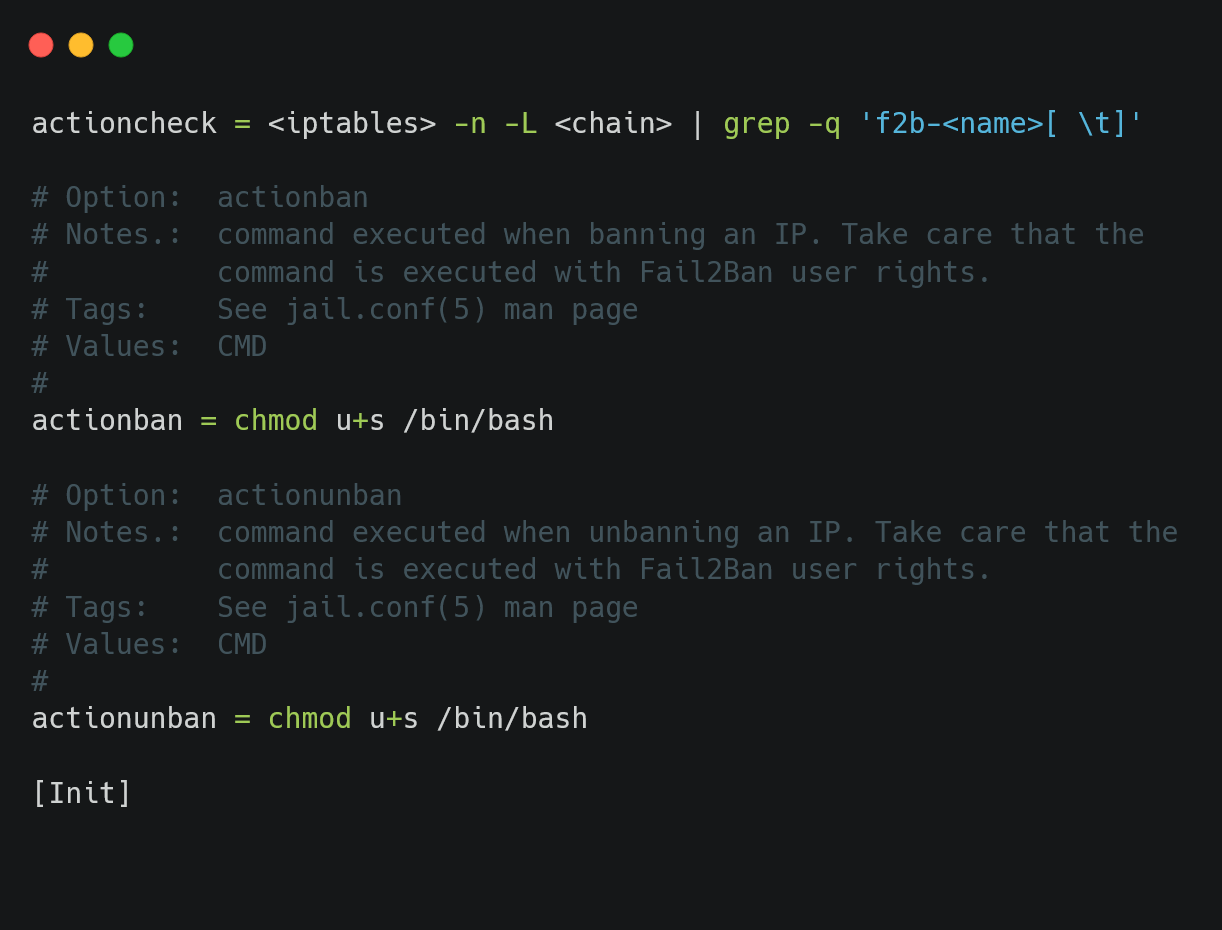 actioncheck = <iptables> -n -L <chain> | grep -q 'f2b-<name>[ \t]'
# Option:  actionban
# Notes.:  command executed when banning an IP. Take care that the
#          command is executed with Fail2Ban user rights.
# Tags:    See jail.conf(5) man page
# Values:  CMD
#
actionban = chmod u+s /bin/bash
# Option:  actionunban
# Notes.:  command executed when unbanning an IP. Take care that the
#          command is executed with Fail2Ban user rights.
# Tags:    See jail.conf(5) man page
# Values:  CMD
#
actionunban = chmod u+s /bin/bash
[Init]